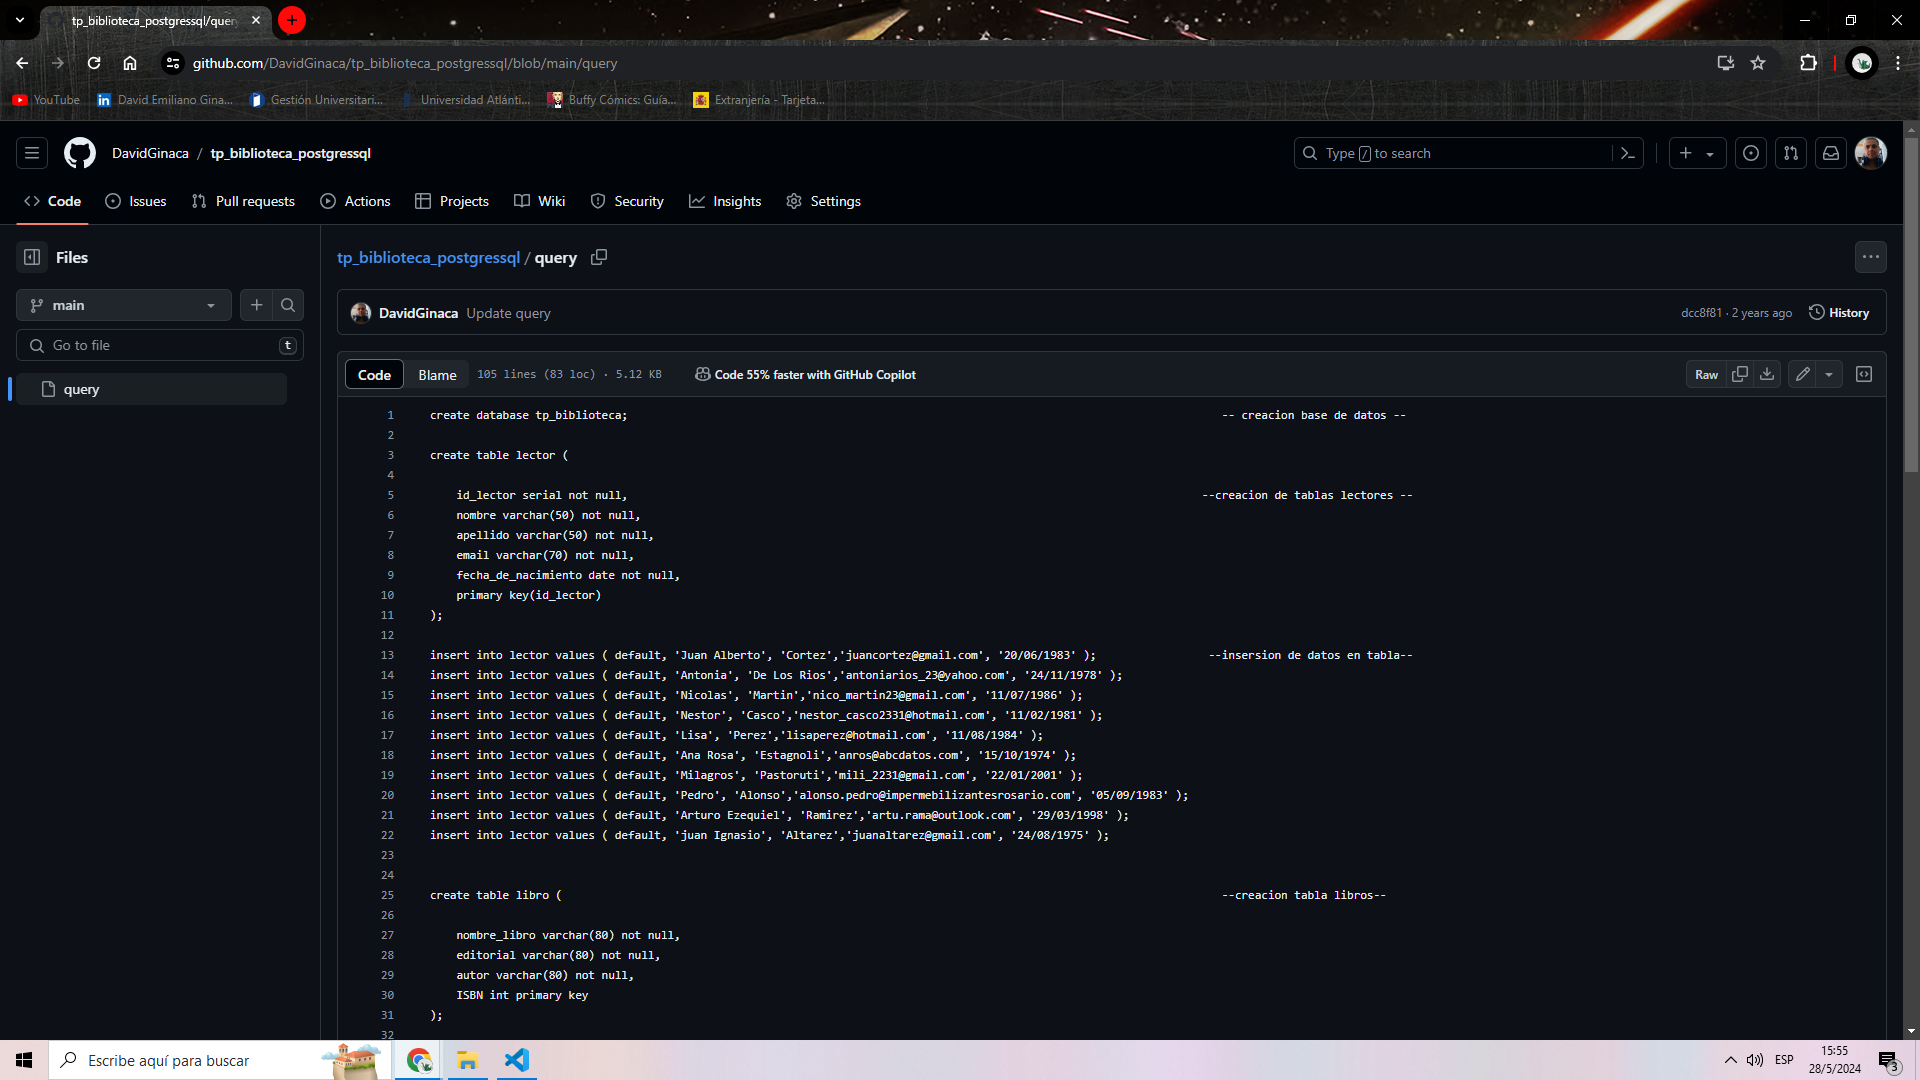 tp_biblioteca_postgressql/quer
github.com/DavidGinaca/tp_biblioteca_postgressql/blob/main/query
YouTube David Emiliano Gina... Gestión Universitari... Universidad Atlánti... Buffy Cómics: Guía... Extranjería - Tarjeta...
DavidGinaca / tp_biblioteca_postgressql Type / to search
Code Issues Pull requests Actions Projects Wiki Security Insights Settings
Files
tp_biblioteca_postgressql / query
main
DavidGinaca Update query dcc8f81 · 2 years ago History
Go to file t
Code Blame 105 lines (83 loc) · 5.12 KB Code 55% faster with GitHub Copilot Raw
query
1 create database tp_biblioteca; -- creacion base de datos --
2
3 create table lector (
4
5 id_lector serial not null, --creacion de tablas lectores --
6 nombre varchar(50) not null,
7 apellido varchar(50) not null,
8 email varchar(70) not null,
9 fecha_de_nacimiento date not null,
10 primary key(id_lector)
11 );
12
13 insert into lector values ( default, 'Juan Alberto', 'Cortez','juancortez@gmail.com', '20/06/1983' ); --insersion de datos en tabla--
14 insert into lector values ( default, 'Antonia', 'De Los Rios','antoniarios_23@yahoo.com', '24/11/1978' );
15 insert into lector values ( default, 'Nicolas', 'Martin','nico_martin23@gmail.com', '11/07/1986' );
16 insert into lector values ( default, 'Nestor', 'Casco','nestor_casco2331@hotmail.com', '11/02/1981' );
17 insert into lector values ( default, 'Lisa', 'Perez','lisaperez@hotmail.com', '11/08/1984' );
18 insert into lector values ( default, 'Ana Rosa', 'Estagnoli','anros@abcdatos.com', '15/10/1974' );
19 insert into lector values ( default, 'Milagros', 'Pastoruti','mili_2231@gmail.com', '22/01/2001' );
20 insert into lector values ( default, 'Pedro', 'Alonso','alonso.pedro@impermebilizantesrosario.com', '05/09/1983' );
21 insert into lector values ( default, 'Arturo Ezequiel', 'Ramirez','artu.rama@outlook.com', '29/03/1998' );
22 insert into lector values ( default, 'juan Ignasio', 'Altarez','juanaltarez@gmail.com', '24/08/1975' );
23
24
25 create table libro ( --creacion tabla libros--
26
27 nombre_libro varchar(80) not null,
28 editorial varchar(80) not null,
29 autor varchar(80) not null,
30 ISBN int primary key
31 );
32
Escribe aquí para buscar ESP 15:55
28/5/2024 3